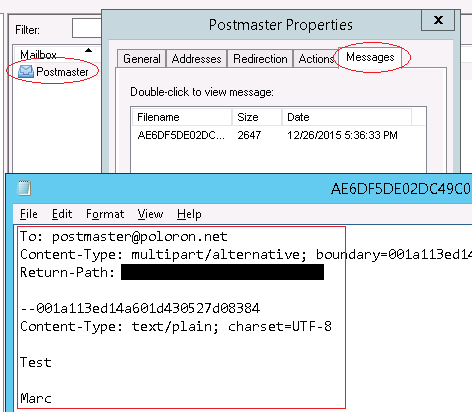 Postmaster Properties
x
Filter:
Mailbox
Postmaster
General Addresses Redirection Actions Messages
Double-click to view message:
Filename Size Date
AE6DF5DE02DC... 2647 12/26/2015 5:36:33 PM
AE6DF5DE02DC49C0
File Edit Format View Help
To: postmaster@poloron.net
Content-Type: multipart/alternative; boundary=001a113ed14
Return-Path:
--001a113ed14a601d430527d08384
Content-Type: text/plain; charset=UTF-8
Test
Marc